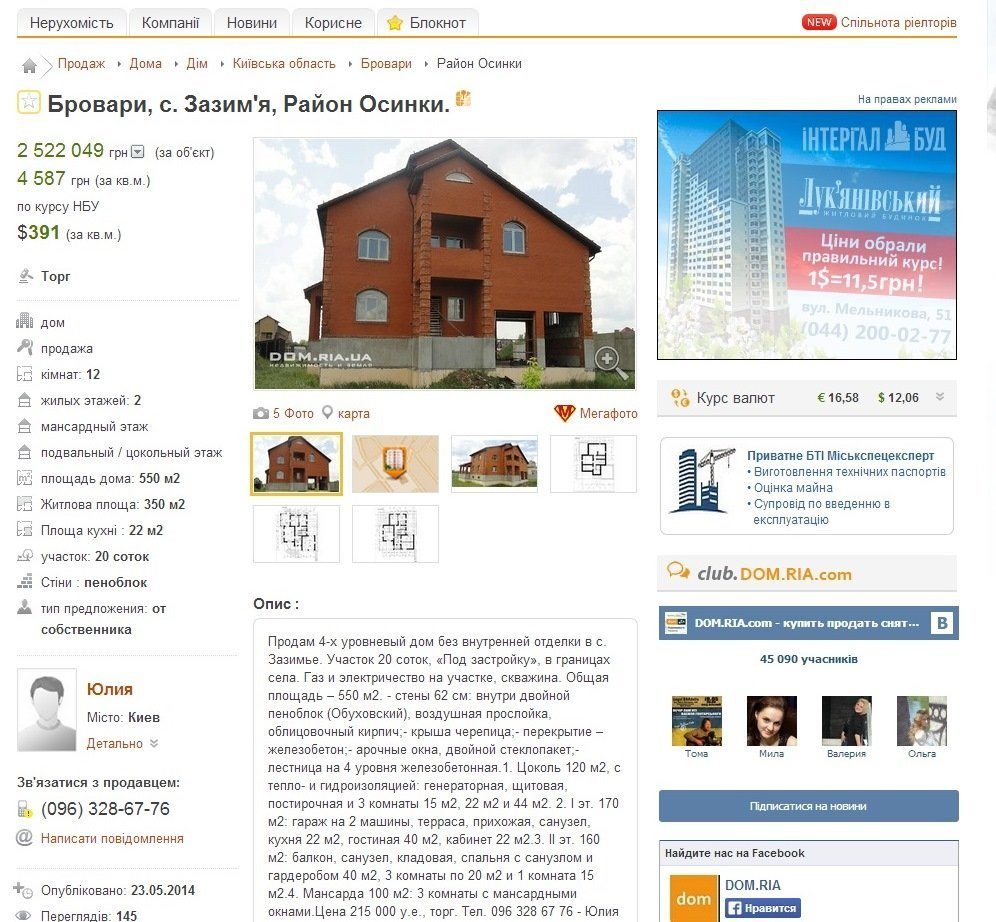 Нерухомість
Компанії
Новини
Корисне
Блокнот
NEW Спільнота ріелторів
Продаж
Дома
Дім
Київська область
Бровари
Район Осинки
Бровари, с. Зазим'я, Район Осинки.
2 522 049 грн (за об'єкт)
4 587 грн (за кв.м.)
по курсу НБУ
$391 (за кв.м.)
Торг
дом
продажа
кімнат: 12
жилых этажей: 2
мансардный этаж
подвальный / цокольный этаж
площадь дома: 550 м2
Житлова площа: 350 м2
Площа кухні : 22 м2
участок: 20 соток
Стіни : пеноблок
тип предложения: от
собственника
Юлия
Місто: Киев
Детально
Зв'язатися з продавцем:
(096) 328-67-76
Написати повідомлення
Опубліковано: 23.05.2014
Переглядів: 145
DOM.RIA.UA
недвижимость и земля
5 Фото
карта
Мегафото
Опис :
Продам 4-х уровневый дом без внутренней отделки в с.
Зазимье. Участок 20 соток, «Под застройку», в границах
села. Газ и электричество на участке, скважина. Общая
площадь – 550 м2. - стены 62 см: внутри двойной
пеноблок (Обуховский), воздушная прослойка,
облицовочный кирпич;- крыша черепица;- перекрытие –
железобетон;- арочные окна, двойной стеклопакет;-
лестница на 4 уровня железобетонная.1. Цоколь 120 м2, с
тепло- и гидроизоляцией: генераторная, щитовая,
постирочная и 3 комнаты 15 м2, 22 м2 и 44 м2. 2. I эт. 170
м2: гараж на 2 машины, терраса, прихожая, санузел,
кухня 22 м2, гостиная 40 м2, кабинет 22 м2.3. II эт. 160
м2: балкон, санузел, кладовая, спальня с санузлом и
гардеробом 40 м2, 3 комнаты по 20 м2 и 1 комната 15
м2.4. Мансарда 100 м2: 3 комнаты с мансардными
окнами.Цена 215 000 у.е., торг. Тел. 096 328 67 76 - Юлия
На правах реклами
ІНТЕРГАЛ БУД
ЛУК'ЯНІВСЬКИЙ
ЖИТЛОВИЙ БУДИНОК
Ціни обрали
правильний курс!
1$=11,5грн!
вул. Мельникова, 51
(044) 200-02-77
Курс валют
€ 16,58
$ 12,06
Приватне БТІ Міськспецексперт
• Виготовлення технічних паспортів
• Оцінка майна
• Супровід по введенню в
експлуатацію
club.DOM.RIA.com
DOM.RIA.com - купить продать снят...
B
45 090 учасників
Тома
Мила
Валерия
Ольга
Підписатися на новини
Найдите нас на Facebook
dom
DOM.RIA
Нравится